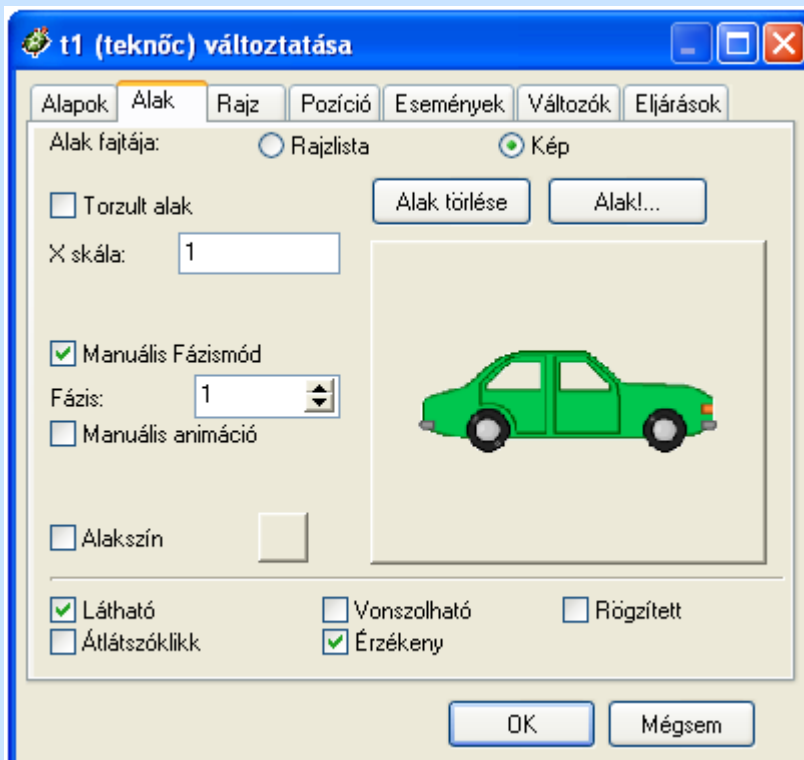 t1 (teknőc) változtatása
Alapok Alak Rajz Pozíció Események Változók Eljárások
Alak fajtája: Rajzlista Kép
Torzult alak Alak törlése Alak!...
X skála: 1
Manuális Fázismód
Fázis: 1
Manuális animáció
Alakszín
Látható Vonszolható Rögzített
Átlátszóklikk Érzékeny
OK Mégsem